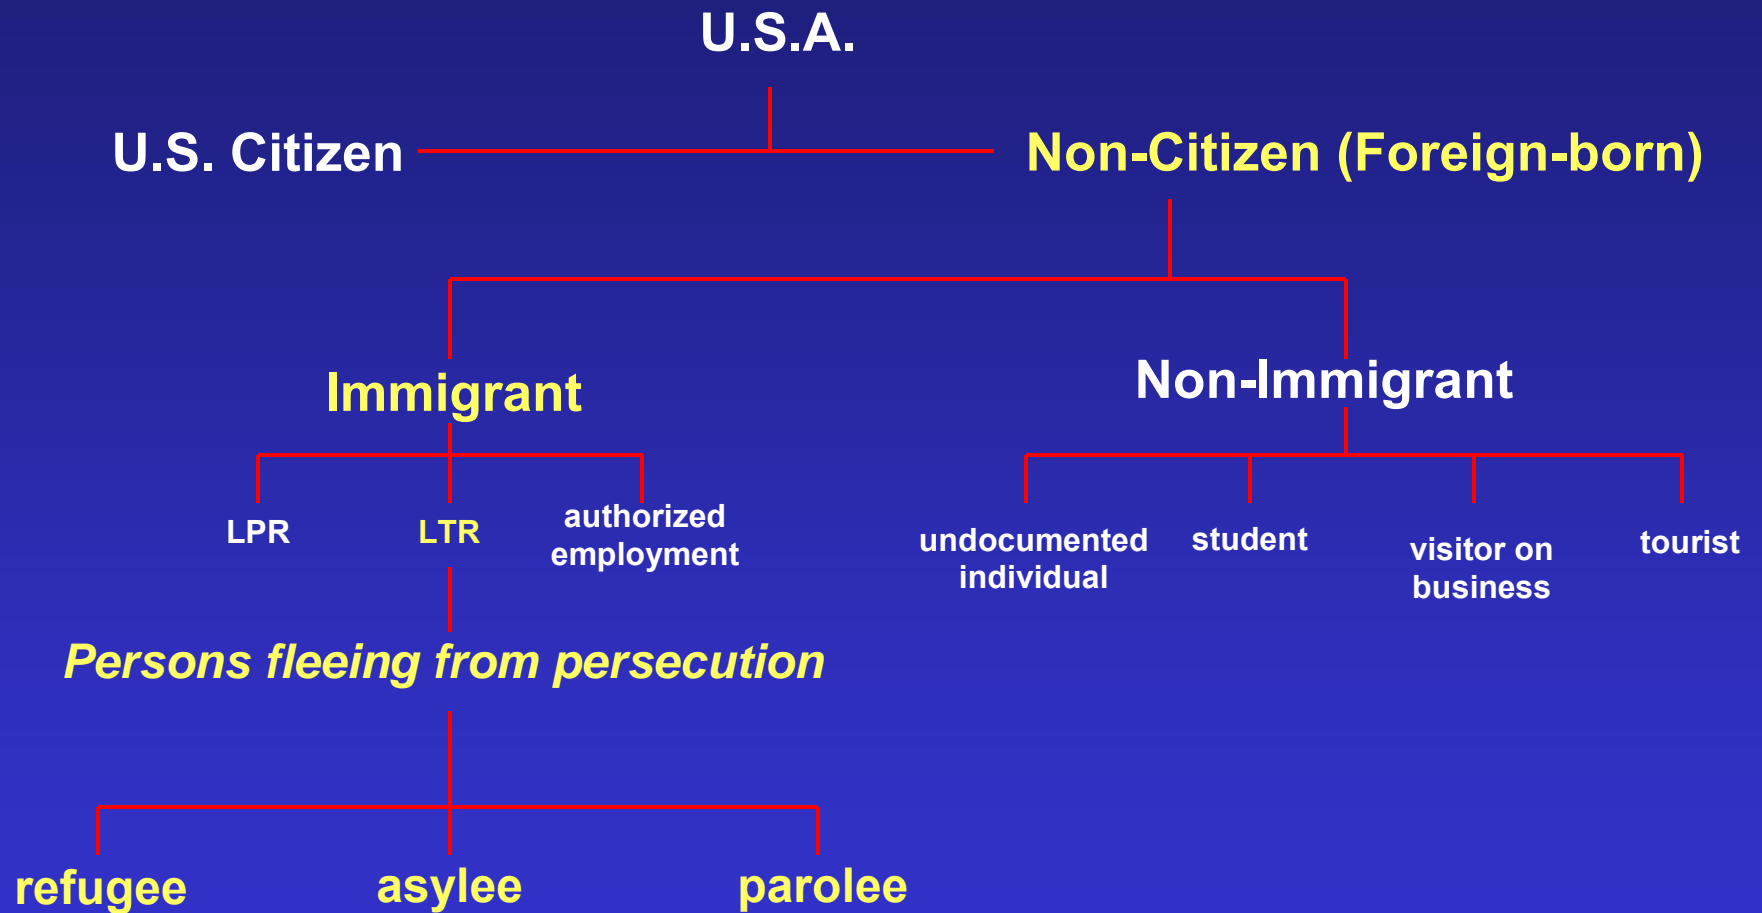 U.S.A.
U.S. Citizen
Non-Citizen (Foreign-born)
Immigrant
Non-Immigrant
LPR
LTR
authorized
employment
undocumented
individual
student
visitor on
business
tourist
Persons fleeing from persecution
refugee
asylee
parolee